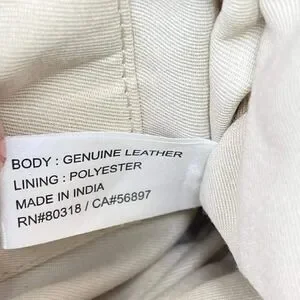 BODY : GENUINE LEATHER
LINING : POLYESTER
MADE IN INDIA
RN#80318 / CA#56897